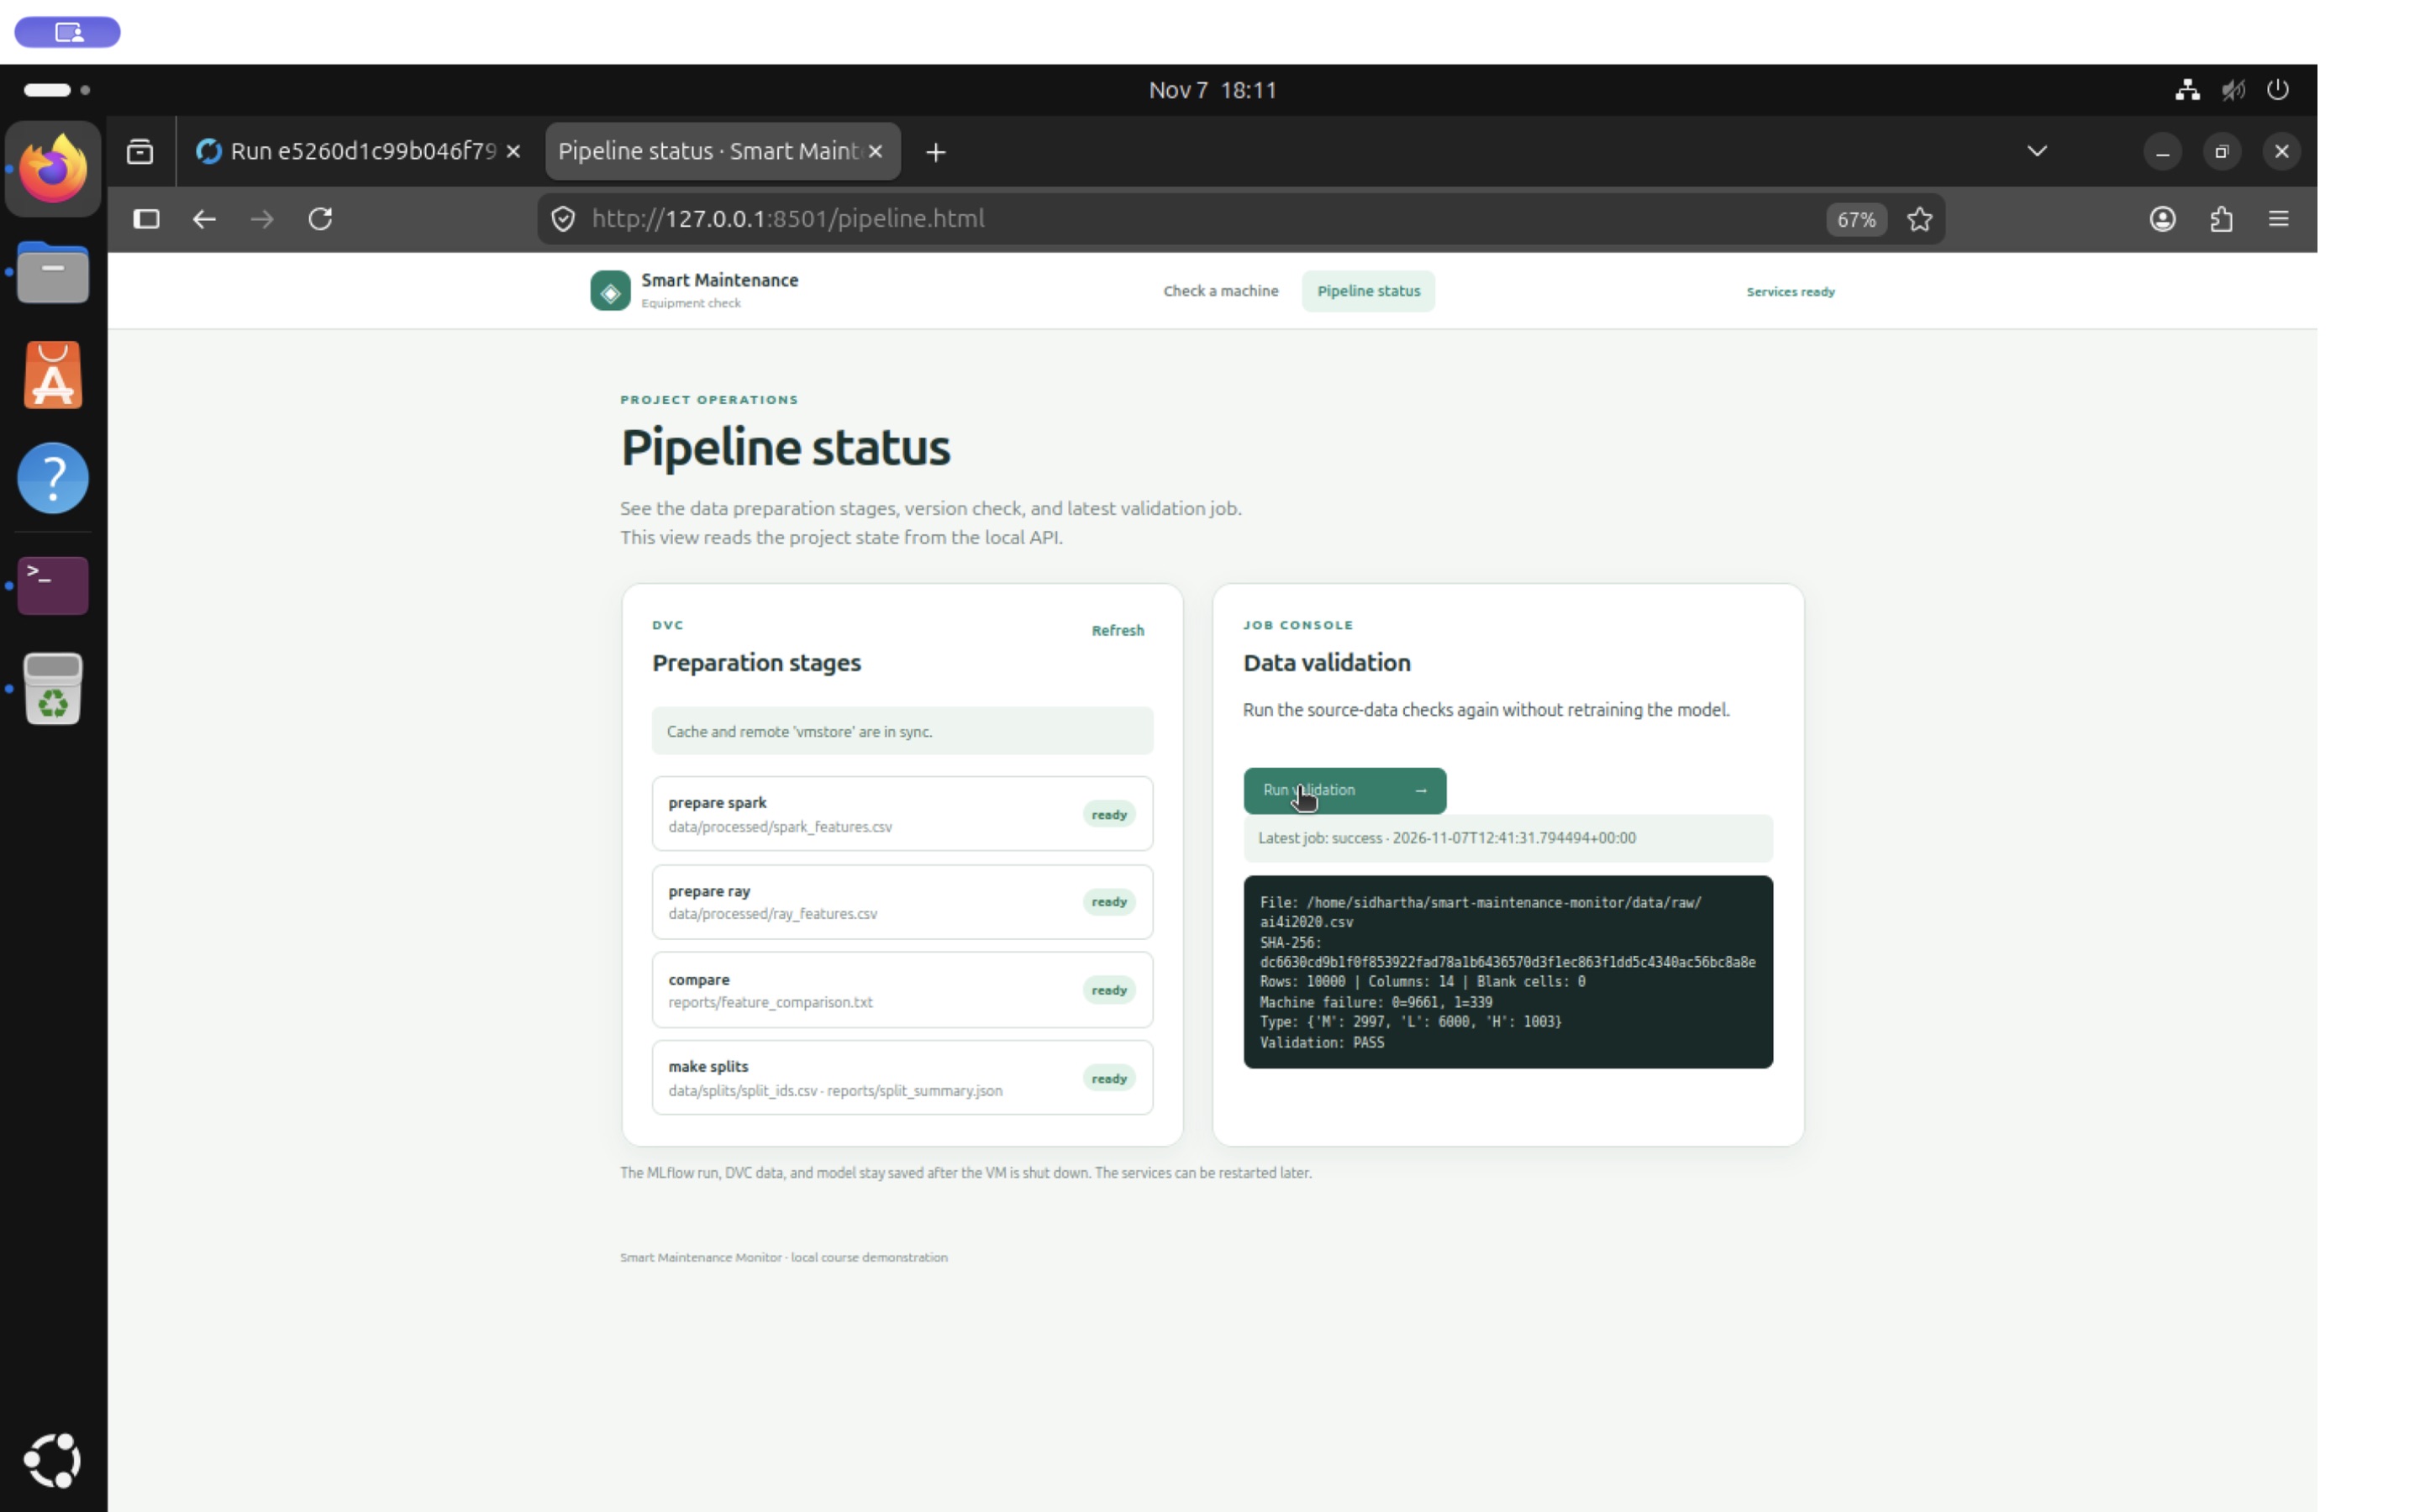 Nov 7 18:11
Run e5260d1c99b046f79
Pipeline status · Smart Maint
http://127.0.0.1:8501/pipeline.html
67%
Smart Maintenance
Equipment check
Check a machine
Pipeline status
Services ready
PROJECT OPERATIONS
Pipeline status
See the data preparation stages, version check, and latest validation job.
This view reads the project state from the local API.
DVC
Refresh
Preparation stages
Cache and remote 'vmstore' are in sync.
prepare spark
data/processed/spark_features.csv
ready
prepare ray
data/processed/ray_features.csv
ready
compare
reports/feature_comparison.txt
ready
make splits
data/splits/split_ids.csv · reports/split_summary.json
ready
JOB CONSOLE
Data validation
Run the source-data checks again without retraining the model.
Run validation →
Latest job: success · 2026-11-07T12:41:31.794494+00:00
File: /home/sidhartha/smart-maintenance-monitor/data/raw/
ai4i2020.csv
SHA-256:
dc6630cd9b1f0f853922fad78a1b6436570d3f1ec863f1dd5c4340ac56bc8a8e
Rows: 10000 | Columns: 14 | Blank cells: 0
Machine failure: 0=9661, 1=339
Type: {'M': 2997, 'L': 6000, 'H': 1003}
Validation: PASS
The MLflow run, DVC data, and model stay saved after the VM is shut down. The services can be restarted later.
Smart Maintenance Monitor · local course demonstration